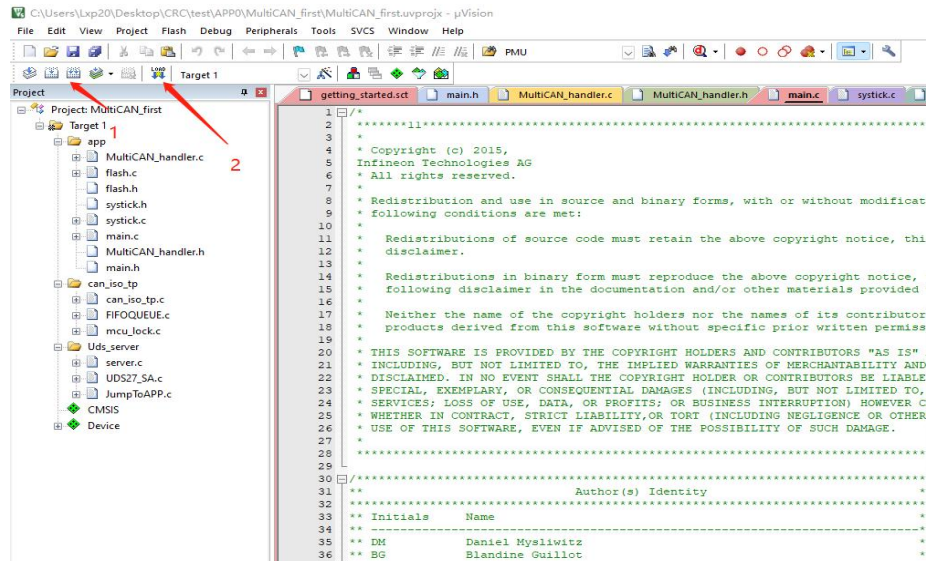 C:\Users\Lxp20\Desktop\CRC\test\APP0\MultiCAN_first\MultiCAN_first.uvprojx - µVision
File Edit View Project Flash Debug Peripherals Tools SVCS Window Help
PMU
LOAD Target 1
Project
getting_started.sct main.h MultiCAN_handler.c MultiCAN_handler.h main.c systick.c
Project: MultiCAN_first
Target 1
app
MultiCAN_handler.c
flash.c
flash.h
systick.h
systick.c
main.c
MultiCAN_handler.h
main.h
can_iso_tp
can_iso_tp.c
FIFOQUEUE.c
mcu_lock.c
Uds_server
server.c
UDS27_SA.c
JumpToAPP.c
CMSIS
Device
1
2
1 /*
2 *******11*****************************************************************
3 *
4 * Copyright (c) 2015,
5 Infineon Technologies AG
6 * All rights reserved.
7 *
8 * Redistribution and use in source and binary forms, with or without modificat
9 * following conditions are met:
10 *
11 * Redistributions of source code must retain the above copyright notice, thi
12 * disclaimer.
13 *
14 * Redistributions in binary form must reproduce the above copyright notice,
15 * following disclaimer in the documentation and/or other materials provided
16 *
17 * Neither the name of the copyright holders nor the names of its contributor
18 * products derived from this software without specific prior written permiss
19 *
20 * THIS SOFTWARE IS PROVIDED BY THE COPYRIGHT HOLDERS AND CONTRIBUTORS "AS IS"
21 * INCLUDING, BUT NOT LIMITED TO, THE IMPLIED WARRANTIES OF MERCHANTABILITY AND
22 * DISCLAIMED. IN NO EVENT SHALL THE COPYRIGHT HOLDER OR CONTRIBUTORS BE LIABLE
23 * SPECIAL, EXEMPLARY, OR CONSEQUENTIAL DAMAGES (INCLUDING, BUT NOT LIMITED TO,
24 * SERVICES; LOSS OF USE, DATA, OR PROFITS; OR BUSINESS INTERRUPTION) HOWEVER C
25 * WHETHER IN CONTRACT, STRICT LIABILITY,OR TORT (INCLUDING NEGLIGENCE OR OTHER
26 * USE OF THIS SOFTWARE, EVEN IF ADVISED OF THE POSSIBILITY OF SUCH DAMAGE.
27 *
28 **************************************************************************
29
30 /*************************************************************************
31 ** Author(s) Identity *
32 **************************************************************************
33 ** Initials Name *
34 ** ----------------------------------------------------------------------*
35 ** DM Daniel Mysliwitz *
36 ** BG Blandine Guillot *